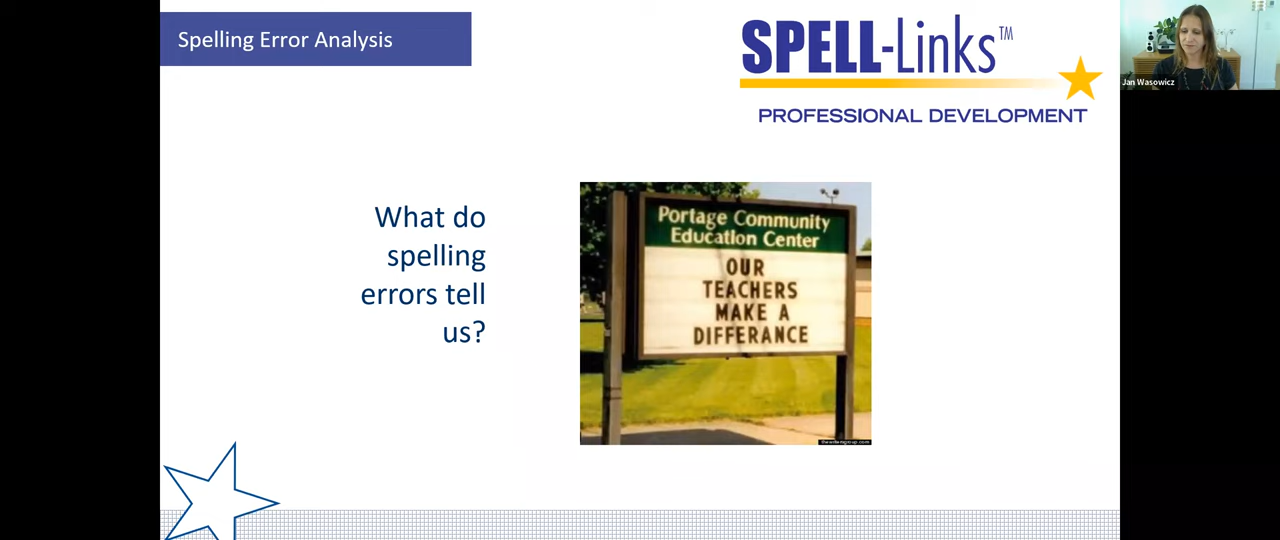 Spelling Error Analysis
SPELL-Links™
PROFESSIONAL DEVELOPMENT
Jan Wasowicz
What do
spelling
errors tell
us?
Portage Community
Education Center
OUR
TEACHERS
MAKE A
DIFFERANCE